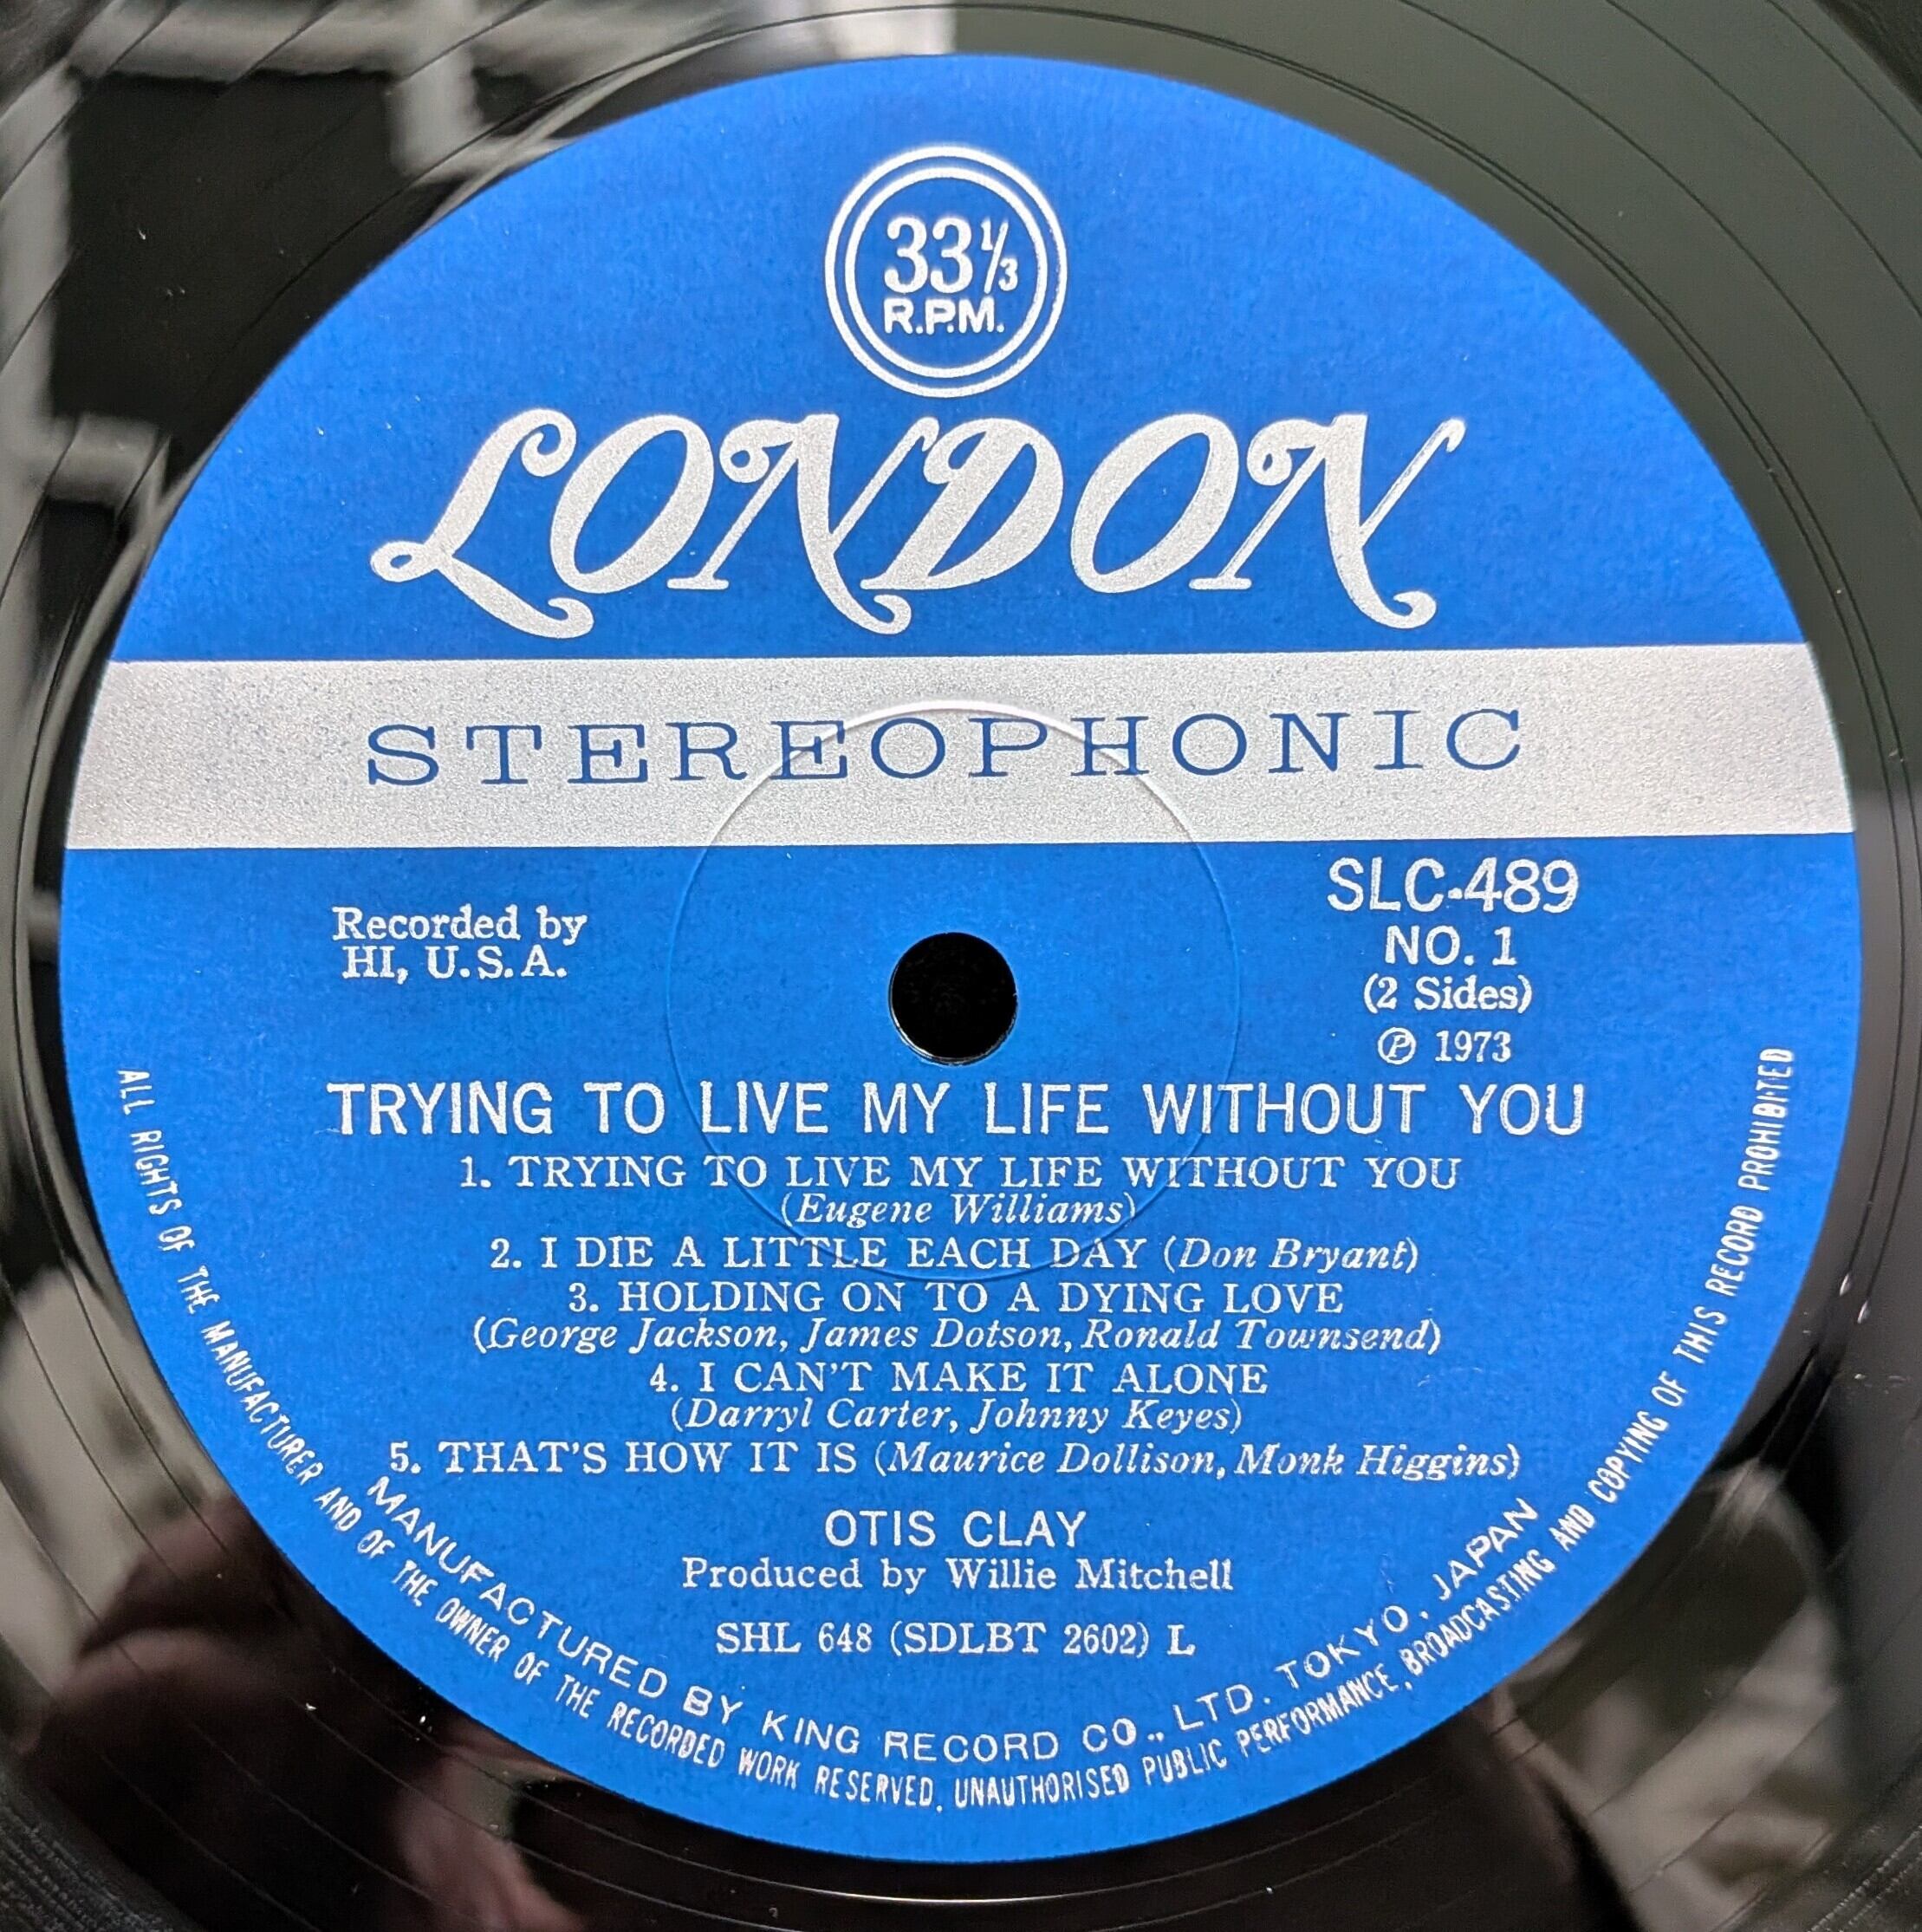 33 1/3
R.P.M.
LONDON
STEREOPHONIC
Recorded by
HI, U.S.A.
SLC-489
NO. 1
(2 Sides)
Ⓟ 1973
TRYING TO LIVE MY LIFE WITHOUT YOU
1. TRYING TO LIVE MY LIFE WITHOUT YOU
(Eugene Williams)
2. I DIE A LITTLE EACH DAY (Don Bryant)
3. HOLDING ON TO A DYING LOVE
(George Jackson, James Dotson, Ronald Townsend)
4. I CAN'T MAKE IT ALONE
(Darryl Carter, Johnny Keyes)
5. THAT'S HOW IT IS (Maurice Dollison, Monk Higgins)
OTIS CLAY
Produced by Willie Mitchell
SHL 648 (SDLBT 2602) L
MANUFACTURED BY KING RECORD CO., LTD. TOKYO, JAPAN
ALL RIGHTS OF THE MANUFACTURER AND OF THE OWNER OF THE RECORDED WORK RESERVED. UNAUTHORISED PUBLIC PERFORMANCE, BROADCASTING AND COPYING OF THIS RECORD PROHIBITED